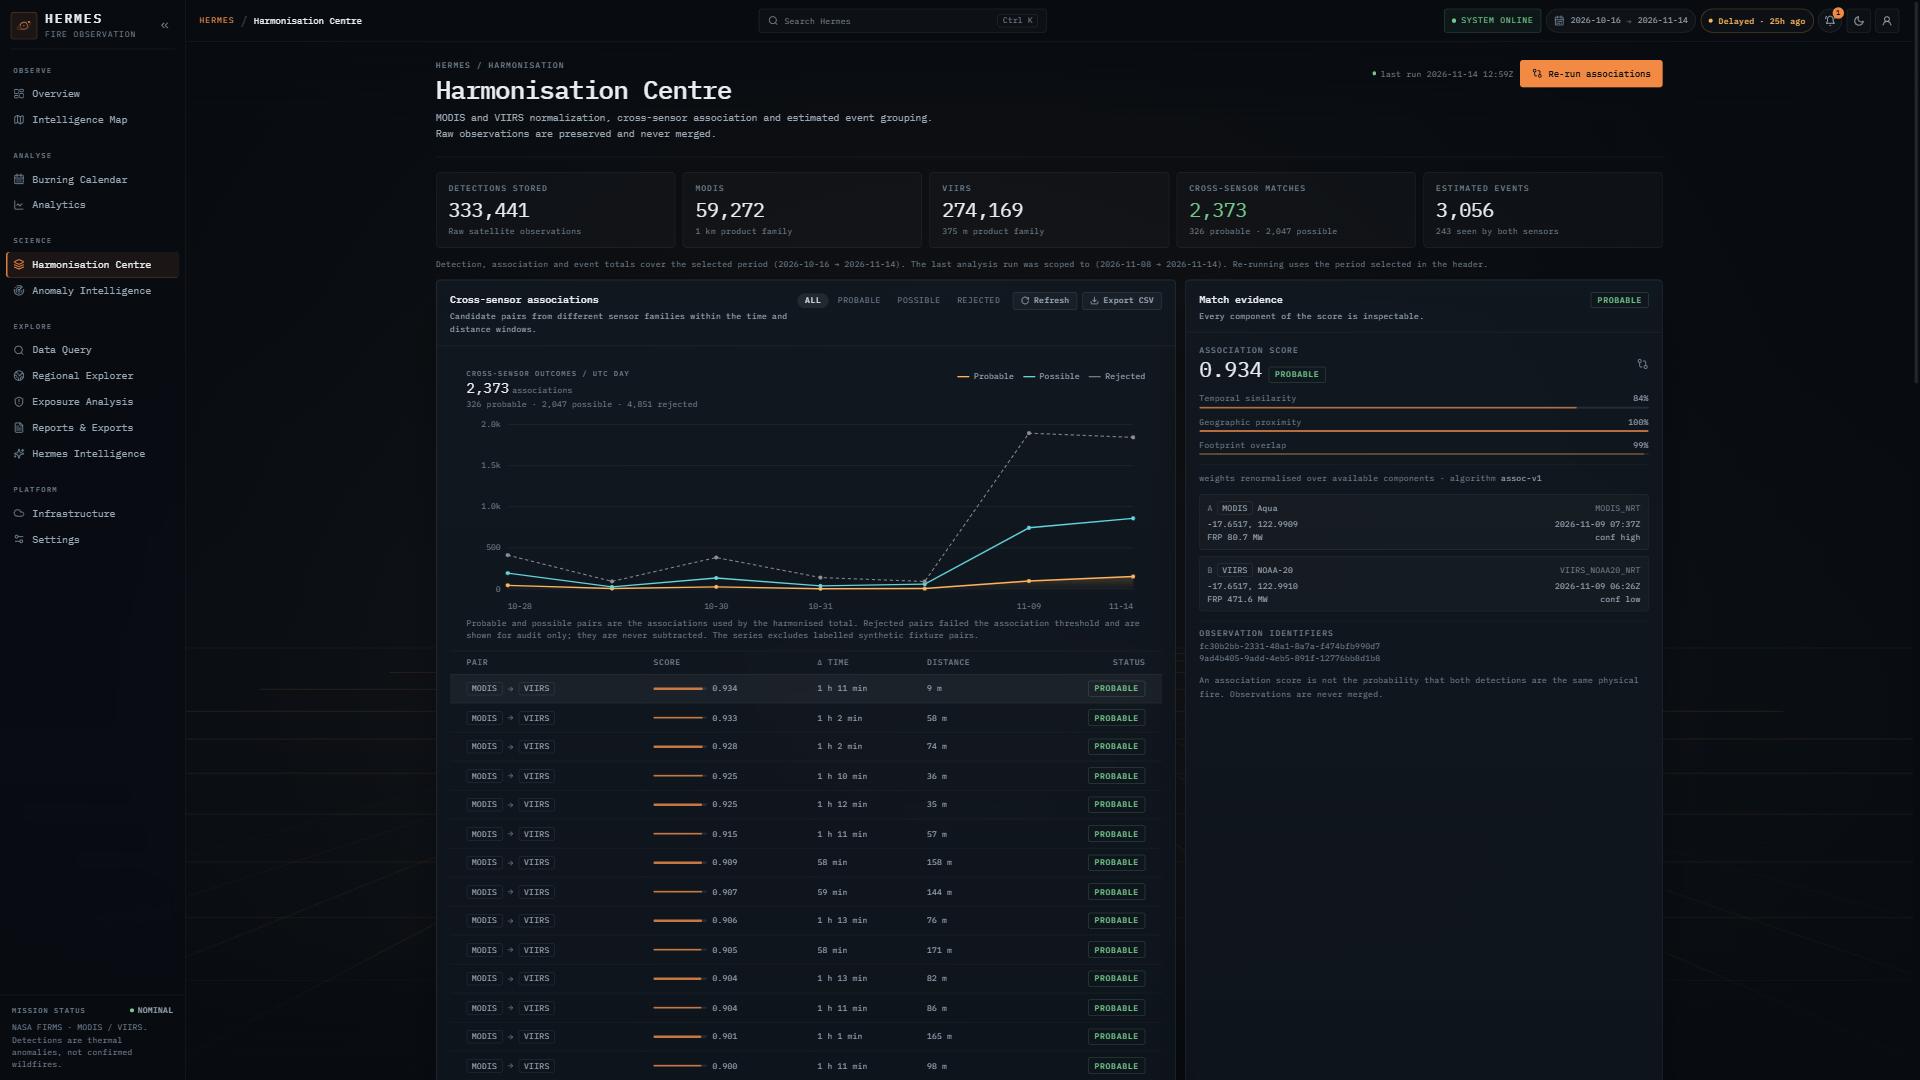 HERMES
FIRE OBSERVATION
OBSERVE
Overview
Intelligence Map
ANALYSE
Burning Calendar
Analytics
SCIENCE
Harmonisation Centre
Anomaly Intelligence
EXPLORE
Data Query
Regional Explorer
Exposure Analysis
Reports & Exports
Hermes Intelligence
PLATFORM
Infrastructure
Settings
MISSION STATUS NOMINAL
NASA FIRMS · MODIS / VIIRS.
Detections are thermal
anomalies, not confirmed
wildfires.
HERMES / Harmonisation Centre
Search Hermes Ctrl K
SYSTEM ONLINE
2026-10-16 → 2026-11-14
Delayed · 25h ago
1
HERMES / HARMONISATION
Harmonisation Centre
MODIS and VIIRS normalization, cross-sensor association and estimated event grouping.
Raw observations are preserved and never merged.
last run 2026-11-14 12:59Z
Re-run associations
DETECTIONS STORED
333,441
Raw satellite observations
MODIS
59,272
1 km product family
VIIRS
274,169
375 m product family
CROSS-SENSOR MATCHES
2,373
326 probable · 2,047 possible
ESTIMATED EVENTS
3,056
243 seen by both sensors
Detection, association and event totals cover the selected period (2026-10-16 → 2026-11-14). The last analysis run was scoped to (2026-11-08 → 2026-11-14). Re-running uses the period selected in the header.
Cross-sensor associations
Candidate pairs from different sensor families within the time and
distance windows.
ALL PROBABLE POSSIBLE REJECTED Refresh Export CSV
CROSS-SENSOR OUTCOMES / UTC DAY
2,373 associations
326 probable · 2,047 possible · 4,851 rejected
Probable Possible Rejected
2.0k
1.5k
1.0k
500
0
10-28 10-30 10-31 11-09 11-14
Probable and possible pairs are the associations used by the harmonised total. Rejected pairs failed the association threshold and are
shown for audit only; they are never subtracted. The series excludes labelled synthetic fixture pairs.
PAIR SCORE Δ TIME DISTANCE STATUS
MODIS → VIIRS 0.934 1 h 11 min 9 m PROBABLE
MODIS → VIIRS 0.933 1 h 2 min 58 m PROBABLE
MODIS → VIIRS 0.928 1 h 2 min 74 m PROBABLE
MODIS → VIIRS 0.925 1 h 10 min 36 m PROBABLE
MODIS → VIIRS 0.925 1 h 12 min 35 m PROBABLE
MODIS → VIIRS 0.915 1 h 11 min 57 m PROBABLE
MODIS → VIIRS 0.909 58 min 158 m PROBABLE
MODIS → VIIRS 0.907 59 min 144 m PROBABLE
MODIS → VIIRS 0.906 1 h 13 min 76 m PROBABLE
MODIS → VIIRS 0.905 58 min 171 m PROBABLE
MODIS → VIIRS 0.904 1 h 13 min 82 m PROBABLE
MODIS → VIIRS 0.904 1 h 11 min 86 m PROBABLE
MODIS → VIIRS 0.901 1 h 1 min 165 m PROBABLE
MODIS → VIIRS 0.900 1 h 11 min 98 m PROBABLE
Match evidence
PROBABLE
Every component of the score is inspectable.
ASSOCIATION SCORE
0.934 PROBABLE
Temporal similarity 84%
Geographic proximity 100%
Footprint overlap 99%
weights renormalised over available components · algorithm assoc-v1
A MODIS Aqua MODIS_NRT
-17.6517, 122.9909 2026-11-09 07:37Z
FRP 80.7 MW conf high
B VIIRS NOAA-20 VIIRS_NOAA20_NRT
-17.6517, 122.9910 2026-11-09 06:26Z
FRP 471.6 MW conf low
OBSERVATION IDENTIFIERS
fc30b2bb-2331-48a1-8a7a-f474bfb990d7
9ad4b405-9add-4eb5-891f-12776bb8d1b8
An association score is not the probability that both detections are the same physical
fire. Observations are never merged.